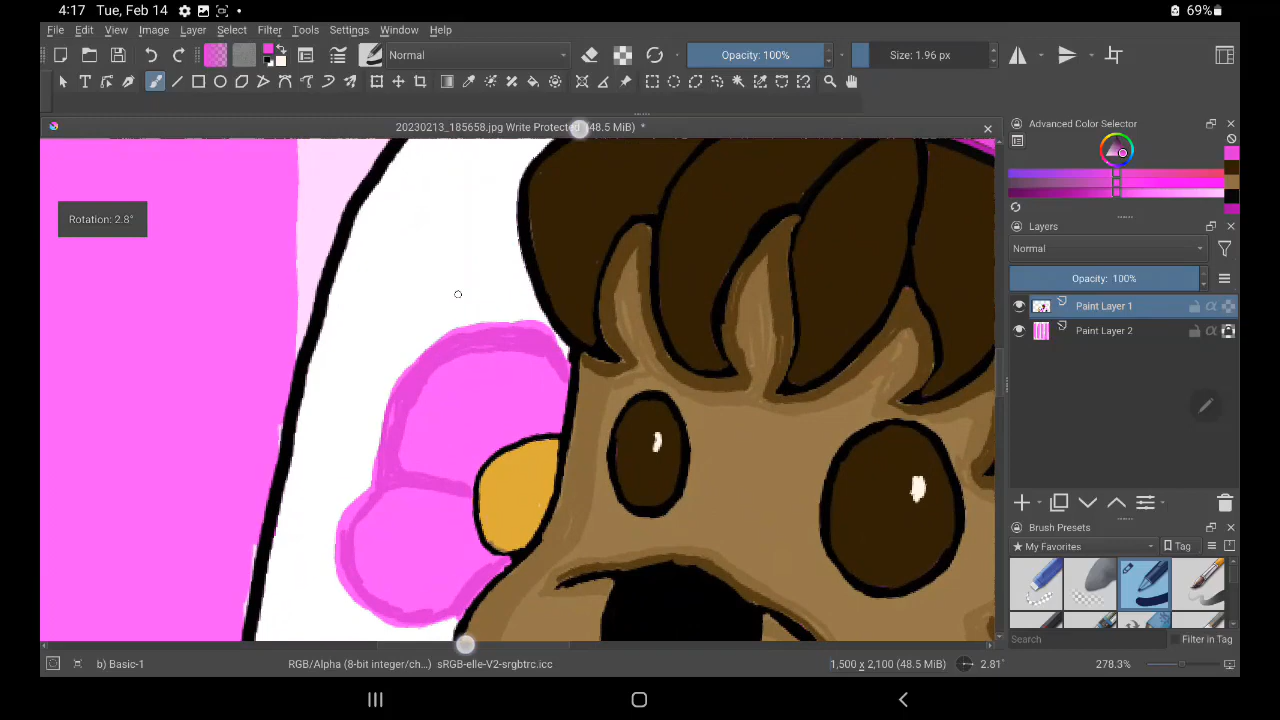 4:17 Tue, Feb 14
69%
File Edit View Image Layer Select Filter Tools Settings Window Help
Normal
Opacity: 100%
Size: 1.96 px
20230213_185658.jpg Write Protected (48.5 MiB) *
Advanced Color Selector
Rotation: 2.8°
Layers
Normal
Opacity: 100%
Paint Layer 1
Paint Layer 2
Brush Presets
★ My Favorites
Tag
Search
Filter in Tag
b) Basic-1
RGB/Alpha (8-bit integer/ch...) sRGB-elle-V2-srgbtrc.icc
1,500 x 2,100 (48.5 MiB)
2.81°
278.3%